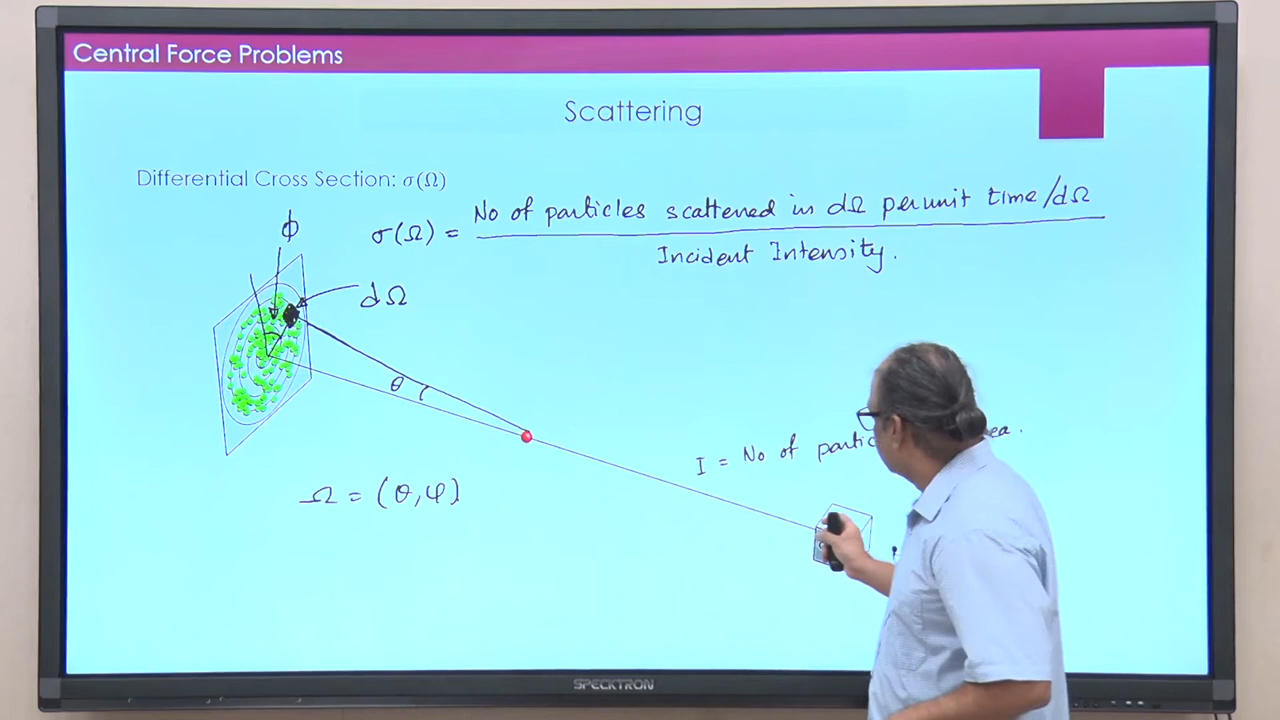 Central Force Problems
Scattering
Differential Cross Section: σ(Ω)
σ(Ω) = No of particles scattered in dΩ per unit time/dΩ
Incident Intensity.
ϕ
dΩ
θ
I = No of
Ω = (θ, φ)
SPECKTRON